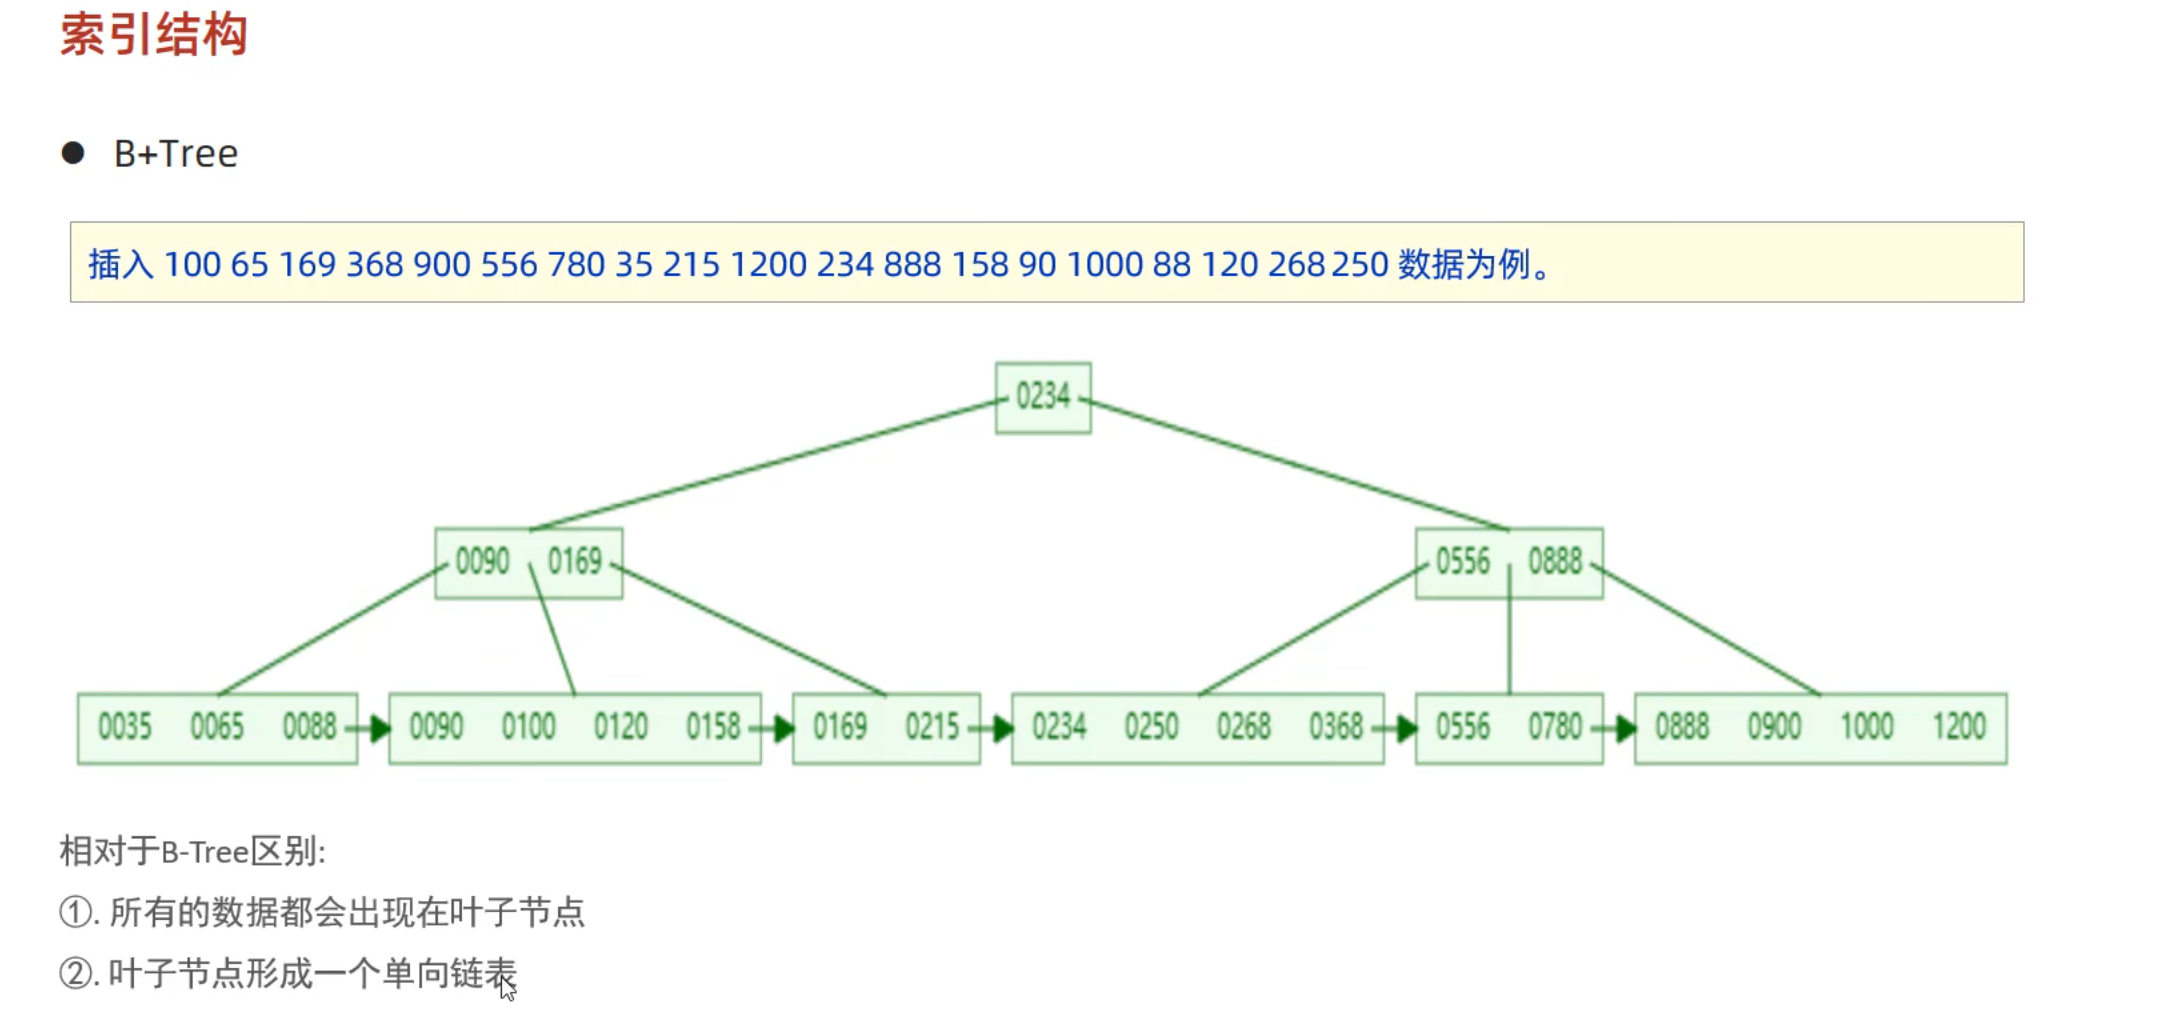 索引结构
● B+Tree
插入 100 65 169 368 900 556 780 35 215 1200 234 888 158 90 1000 88 120 268 250 数据为例。
0234
0090 0169 0556 0888
0035 0065 0088 0090 0100 0120 0158 0169 0215 0234 0250 0268 0368 0556 0780 0888 0900 1000 1200
相对于B-Tree区别:
①. 所有的数据都会出现在叶子节点
②. 叶子节点形成一个单向链表